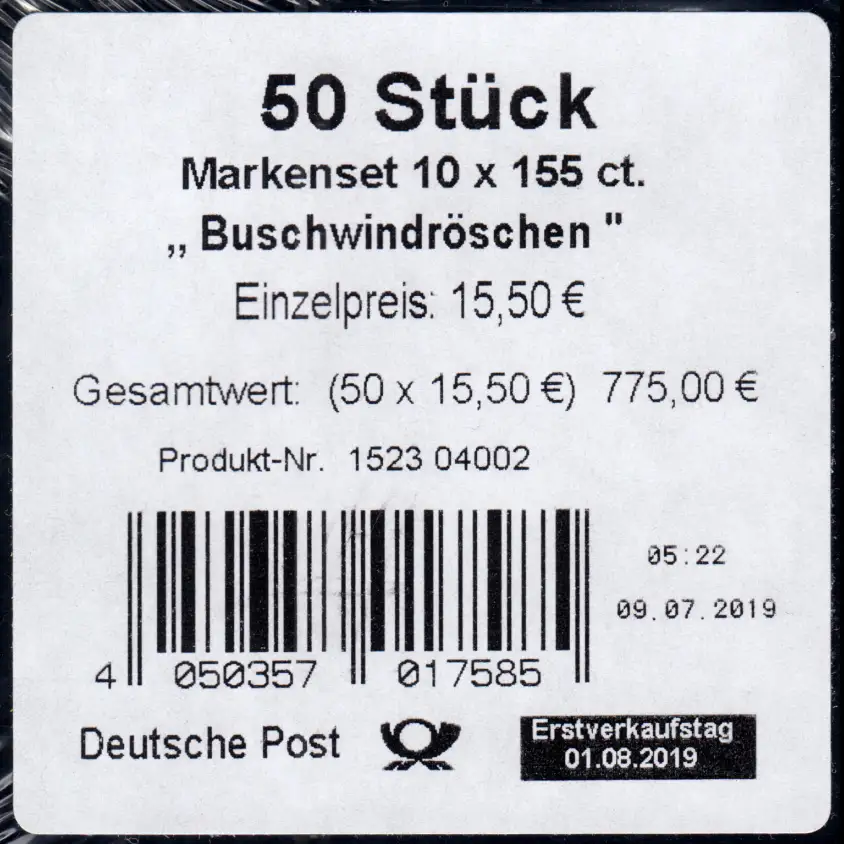 50 Stück
Markenset 10 x 155 ct.
„ Buschwindröschen "
Einzelpreis: 15,50 €
Gesamtwert: (50 x 15,50 €) 775,00 €
Produkt-Nr. 1523 04002
05:22
09.07.2019
4 050357 017585
Deutsche Post
Erstverkaufstag
01.08.2019